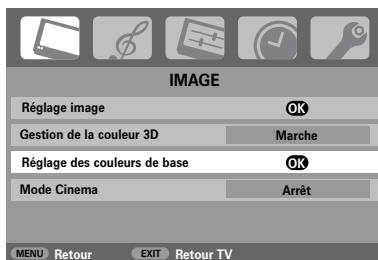 IMAGE
Réglage image OK
Gestion de la couleur 3D Marche
Réglage des couleurs de base OK
Mode Cinema Arrêt
MENU Retour EXIT Retour TV